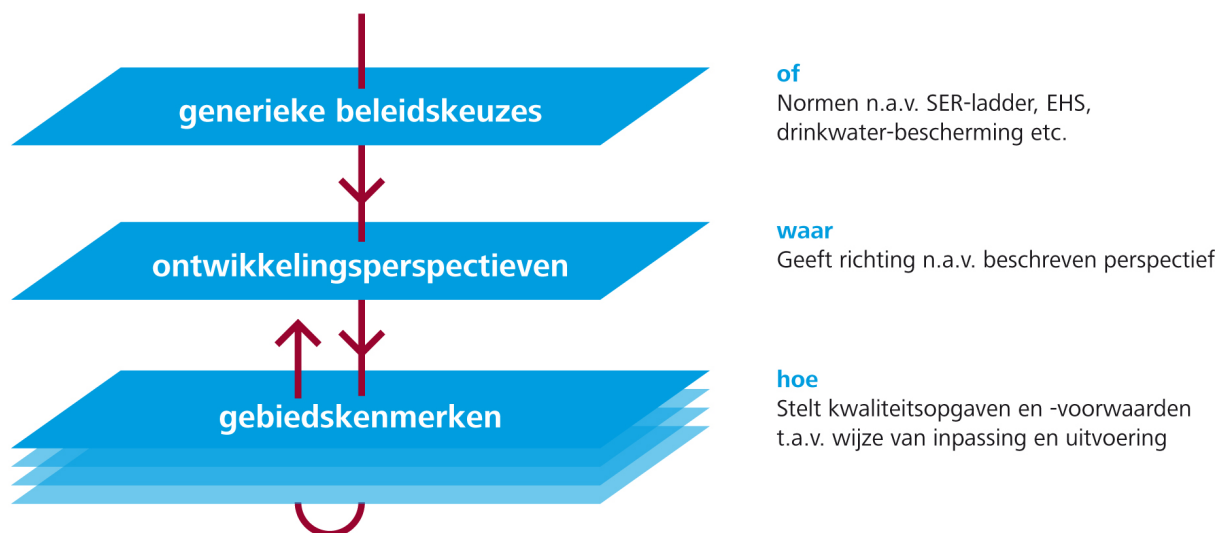 generieke beleidskeuzes
of
Normen n.a.v. SER-ladder, EHS,
drinkwater-bescherming etc.
ontwikkelingsperspectieven
waar
Geeft richting n.a.v. beschreven perspectief
gebiedskenmerken
hoe
Stelt kwaliteitsopgaven en -voorwaarden
t.a.v. wijze van inpassing en uitvoering